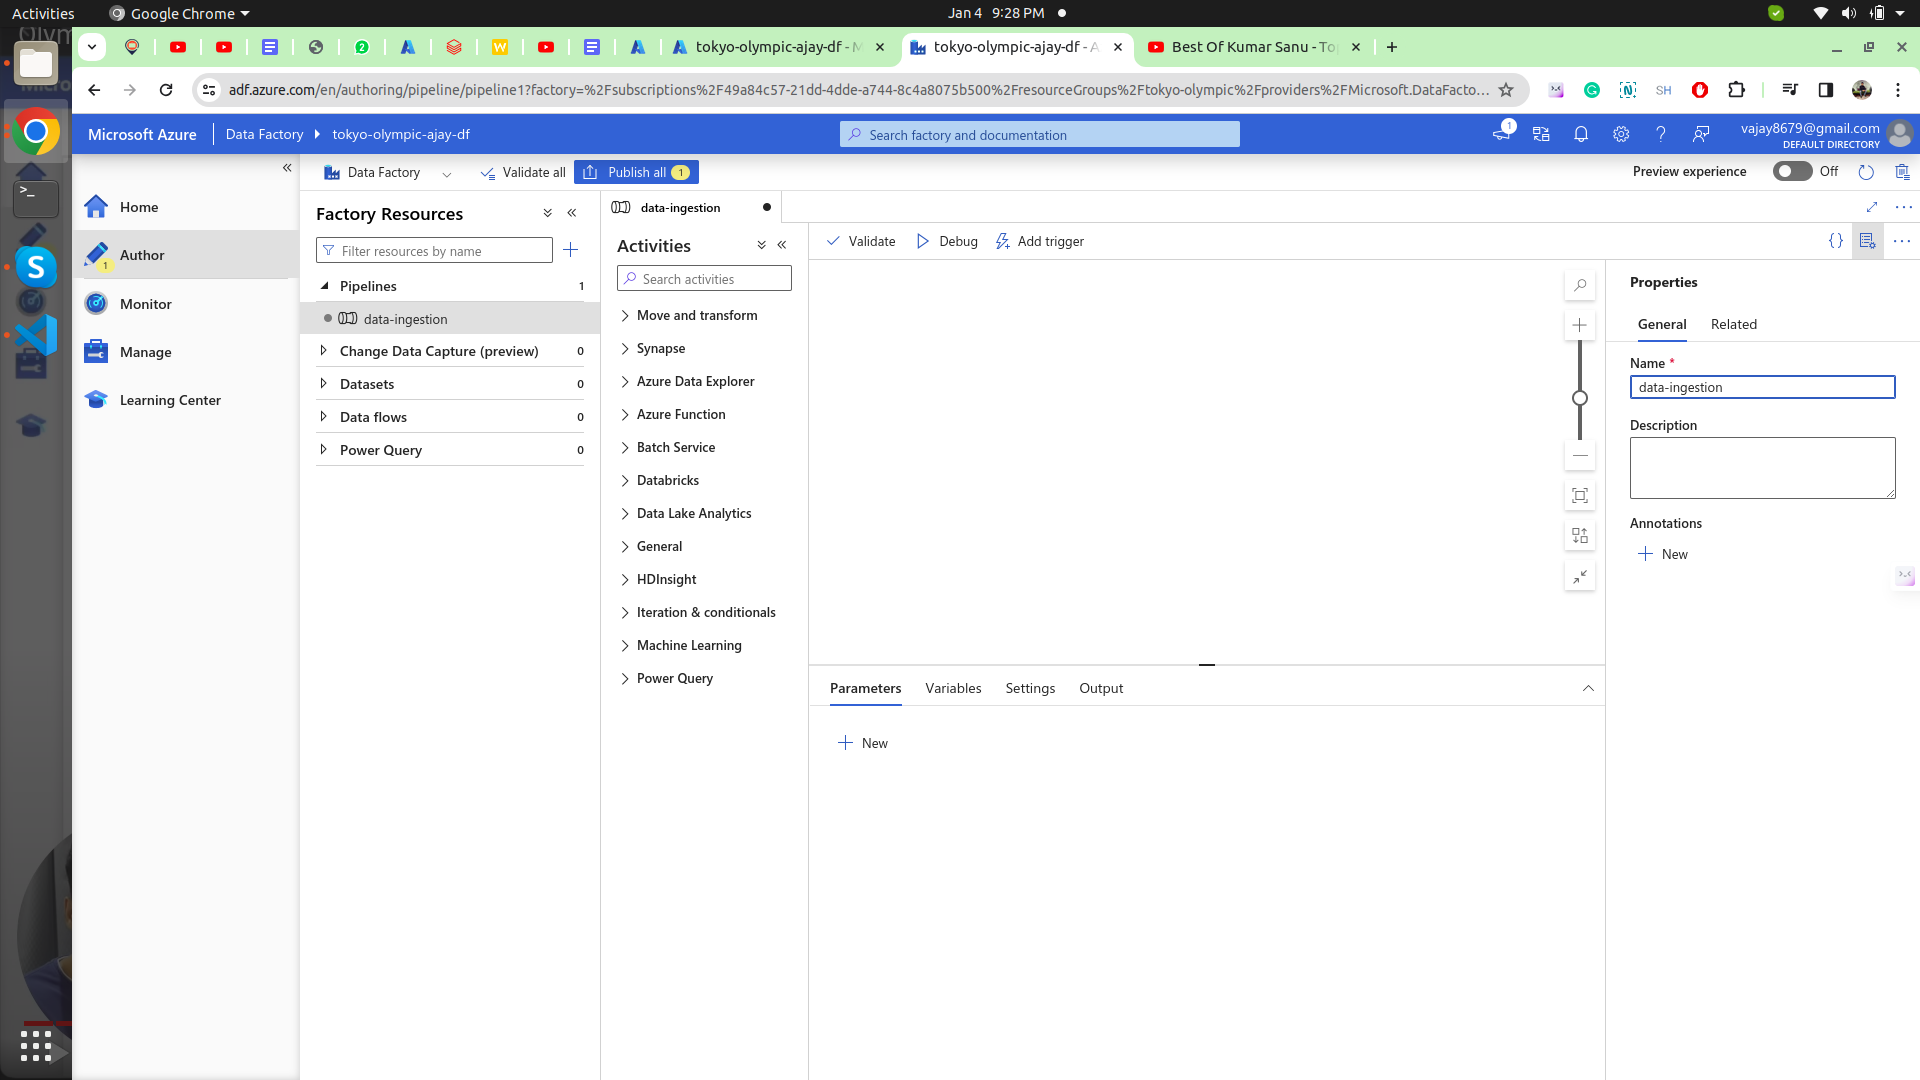 Activities
Google Chrome
Jan 4 9:28 PM
tokyo-olympic-ajay-df - M
tokyo-olympic-ajay-df - A
Best Of Kumar Sanu - To
adf.azure.com/en/authoring/pipeline/pipeline1?factory=%2Fsubscriptions%2F49a84c57-21dd-4dde-a744-8c4a8075b500%2FresourceGroups%2Ftokyo-olympic%2Fproviders%2FMicrosoft.DataFacto...
SH
Microsoft Azure
Data Factory
tokyo-olympic-ajay-df
Search factory and documentation
1
vajay8679@gmail.com
DEFAULT DIRECTORY
Data Factory
Validate all
Publish all 1
Preview experience
Off
Home
Author
1
Monitor
Manage
Learning Center
Factory Resources
Filter resources by name
Pipelines 1
data-ingestion
Change Data Capture (preview) 0
Datasets 0
Data flows 0
Power Query 0
data-ingestion
Activities
Search activities
Move and transform
Synapse
Azure Data Explorer
Azure Function
Batch Service
Databricks
Data Lake Analytics
General
HDInsight
Iteration & conditionals
Machine Learning
Power Query
Validate
Debug
Add trigger
Parameters
Variables
Settings
Output
New
Properties
General
Related
Name *
data-ingestion
Description
Annotations
New